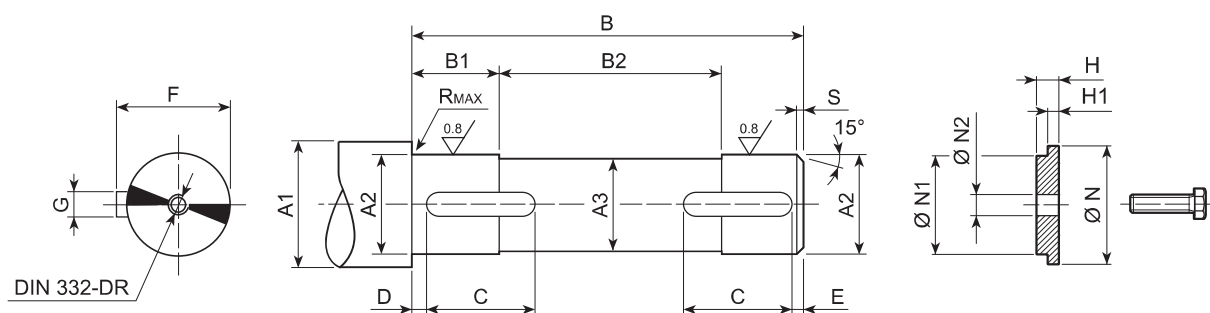 B
B1
B2
H
H1
F
RMAX
S
0.8
0.8
15°
Ø N2
G
A1
A2
A3
A2
Ø N1
Ø N
DIN 332-DR
D
C
C
E